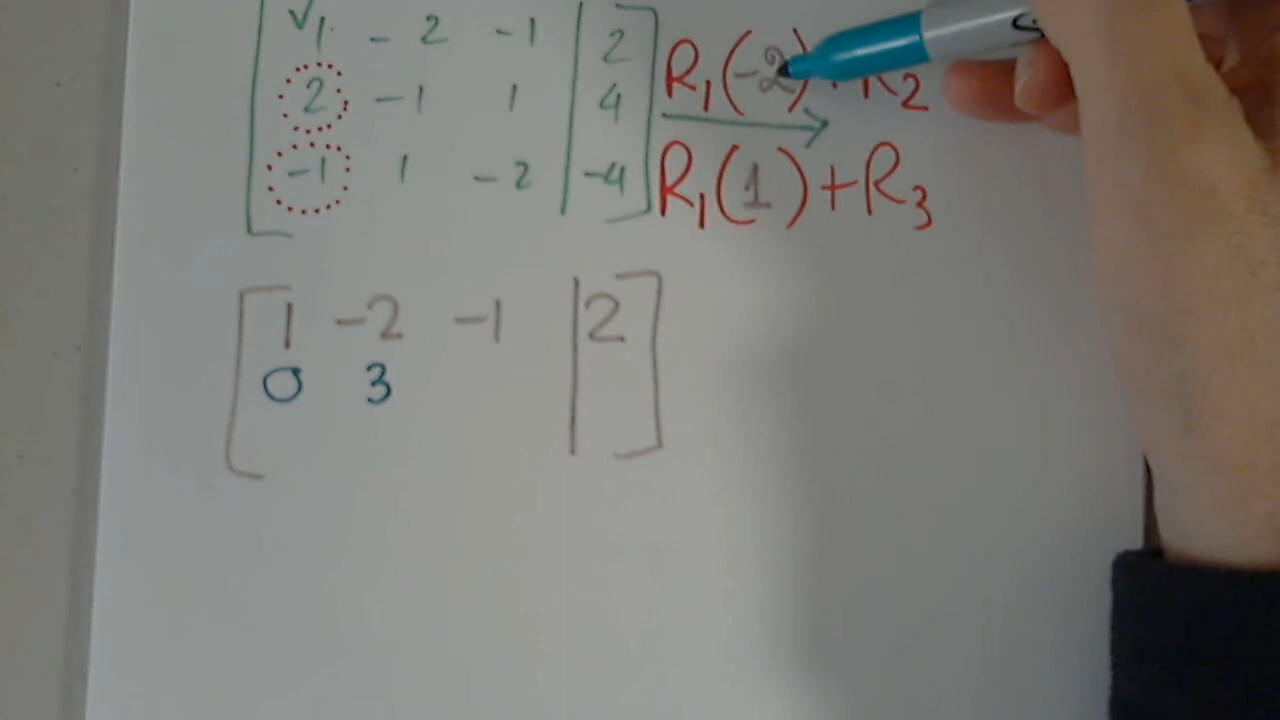 √1 -2 -1 | 2
2 -1 1 | 4
-1 1 -2 | -4
R₁(-2) + R₂
R₁(1)+R₃
1 -2 -1 | 2
0 3